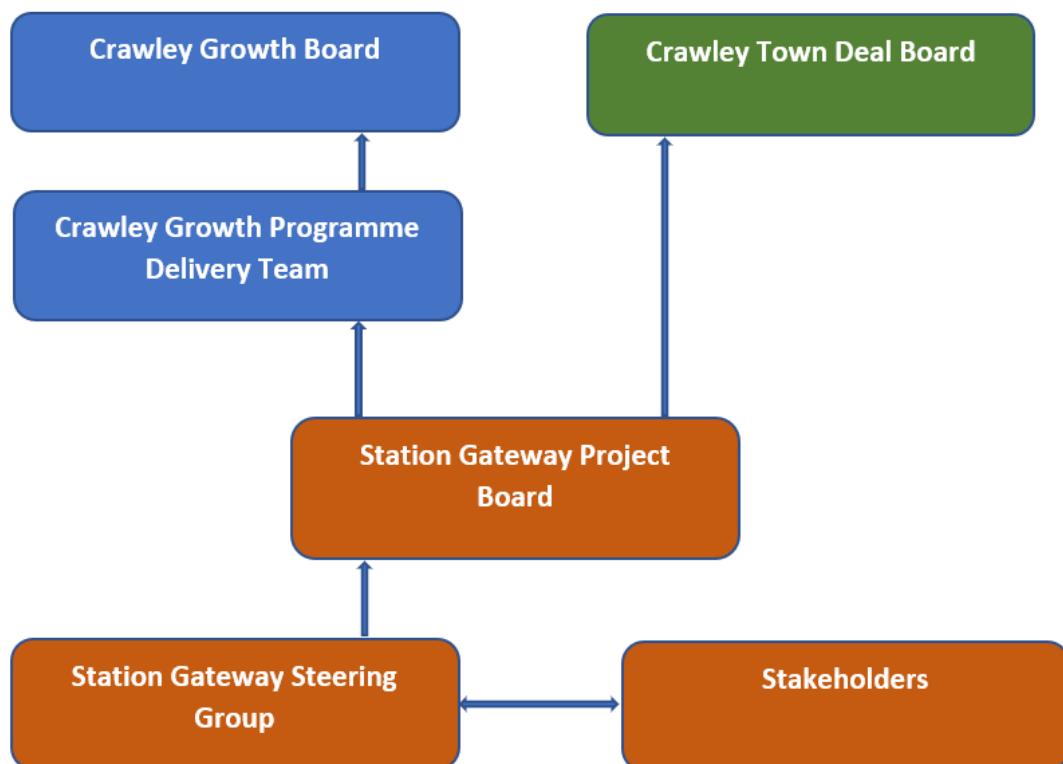 Crawley Growth Board
Crawley Town Deal Board
Crawley Growth Programme
Delivery Team
Station Gateway Project
Board
Station Gateway Steering
Group
Stakeholders